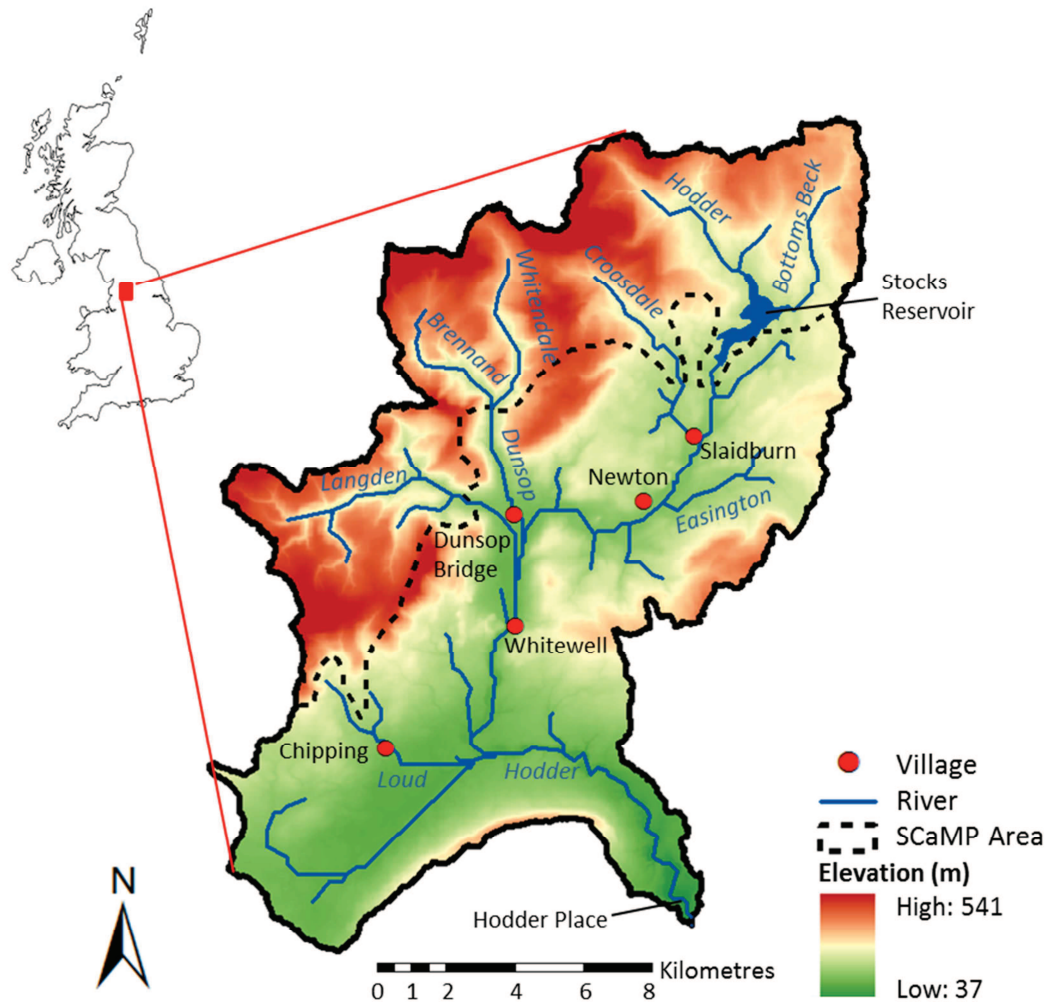 Hodder
Bottoms Beck
Croasdale
Whitendale
Brennand
Stocks
Reservoir
Dunsop
Slaidburn
Newton
Langden
Easington
Dunsop
Bridge
Whitewell
Chipping
Loud
Hodder
Village
River
SCaMP Area
Elevation (m)
High: 541
Low: 37
Hodder Place
N
Kilometres
0 1 2 4 6 8